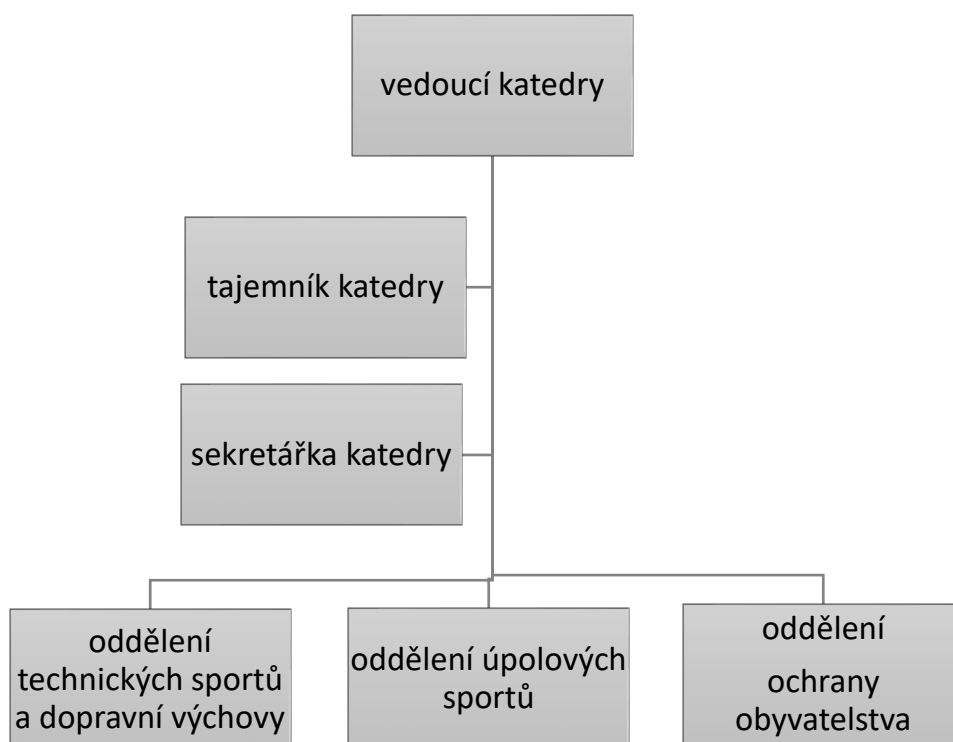 vedoucí katedry
tajemník katedry
sekretářka katedry
oddělení
technických sportů
a dopravní výchovy
oddělení úpolových
sportů
oddělení
ochrany
obyvatelstva